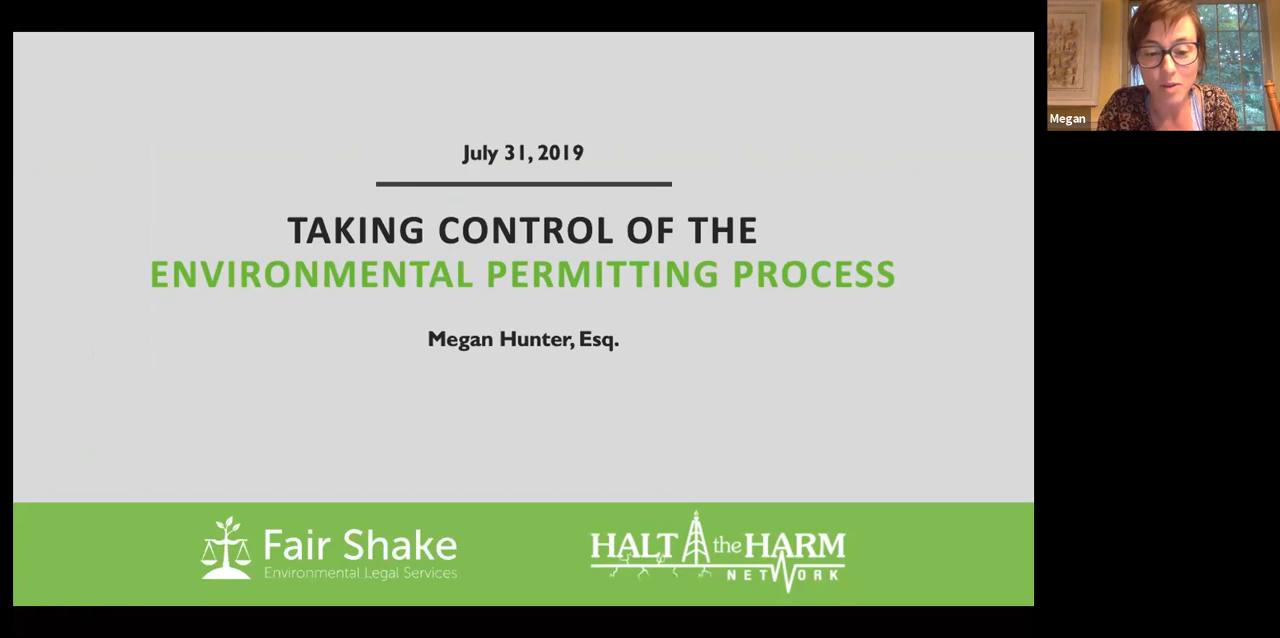 July 31, 2019
TAKING CONTROL OF THE
ENVIRONMENTAL PERMITTING PROCESS
Megan Hunter, Esq.
Fair Shake
Environmental Legal Services
HALT the HARM
NETWORK
Megan